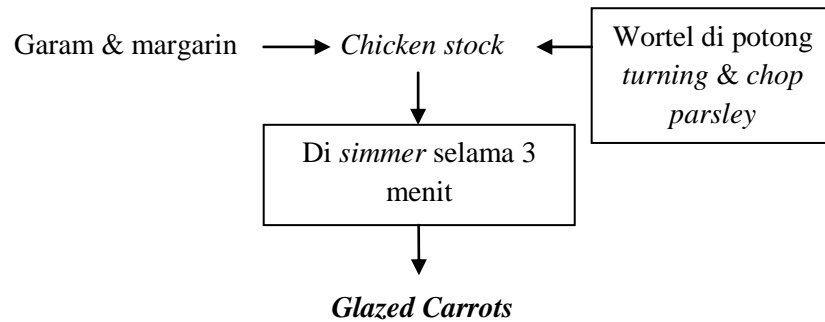 Garam & margarin
Chicken stock
Wortel di potong
turning & chop
parsley
Di simmer selama 3
menit
Glazed Carrots